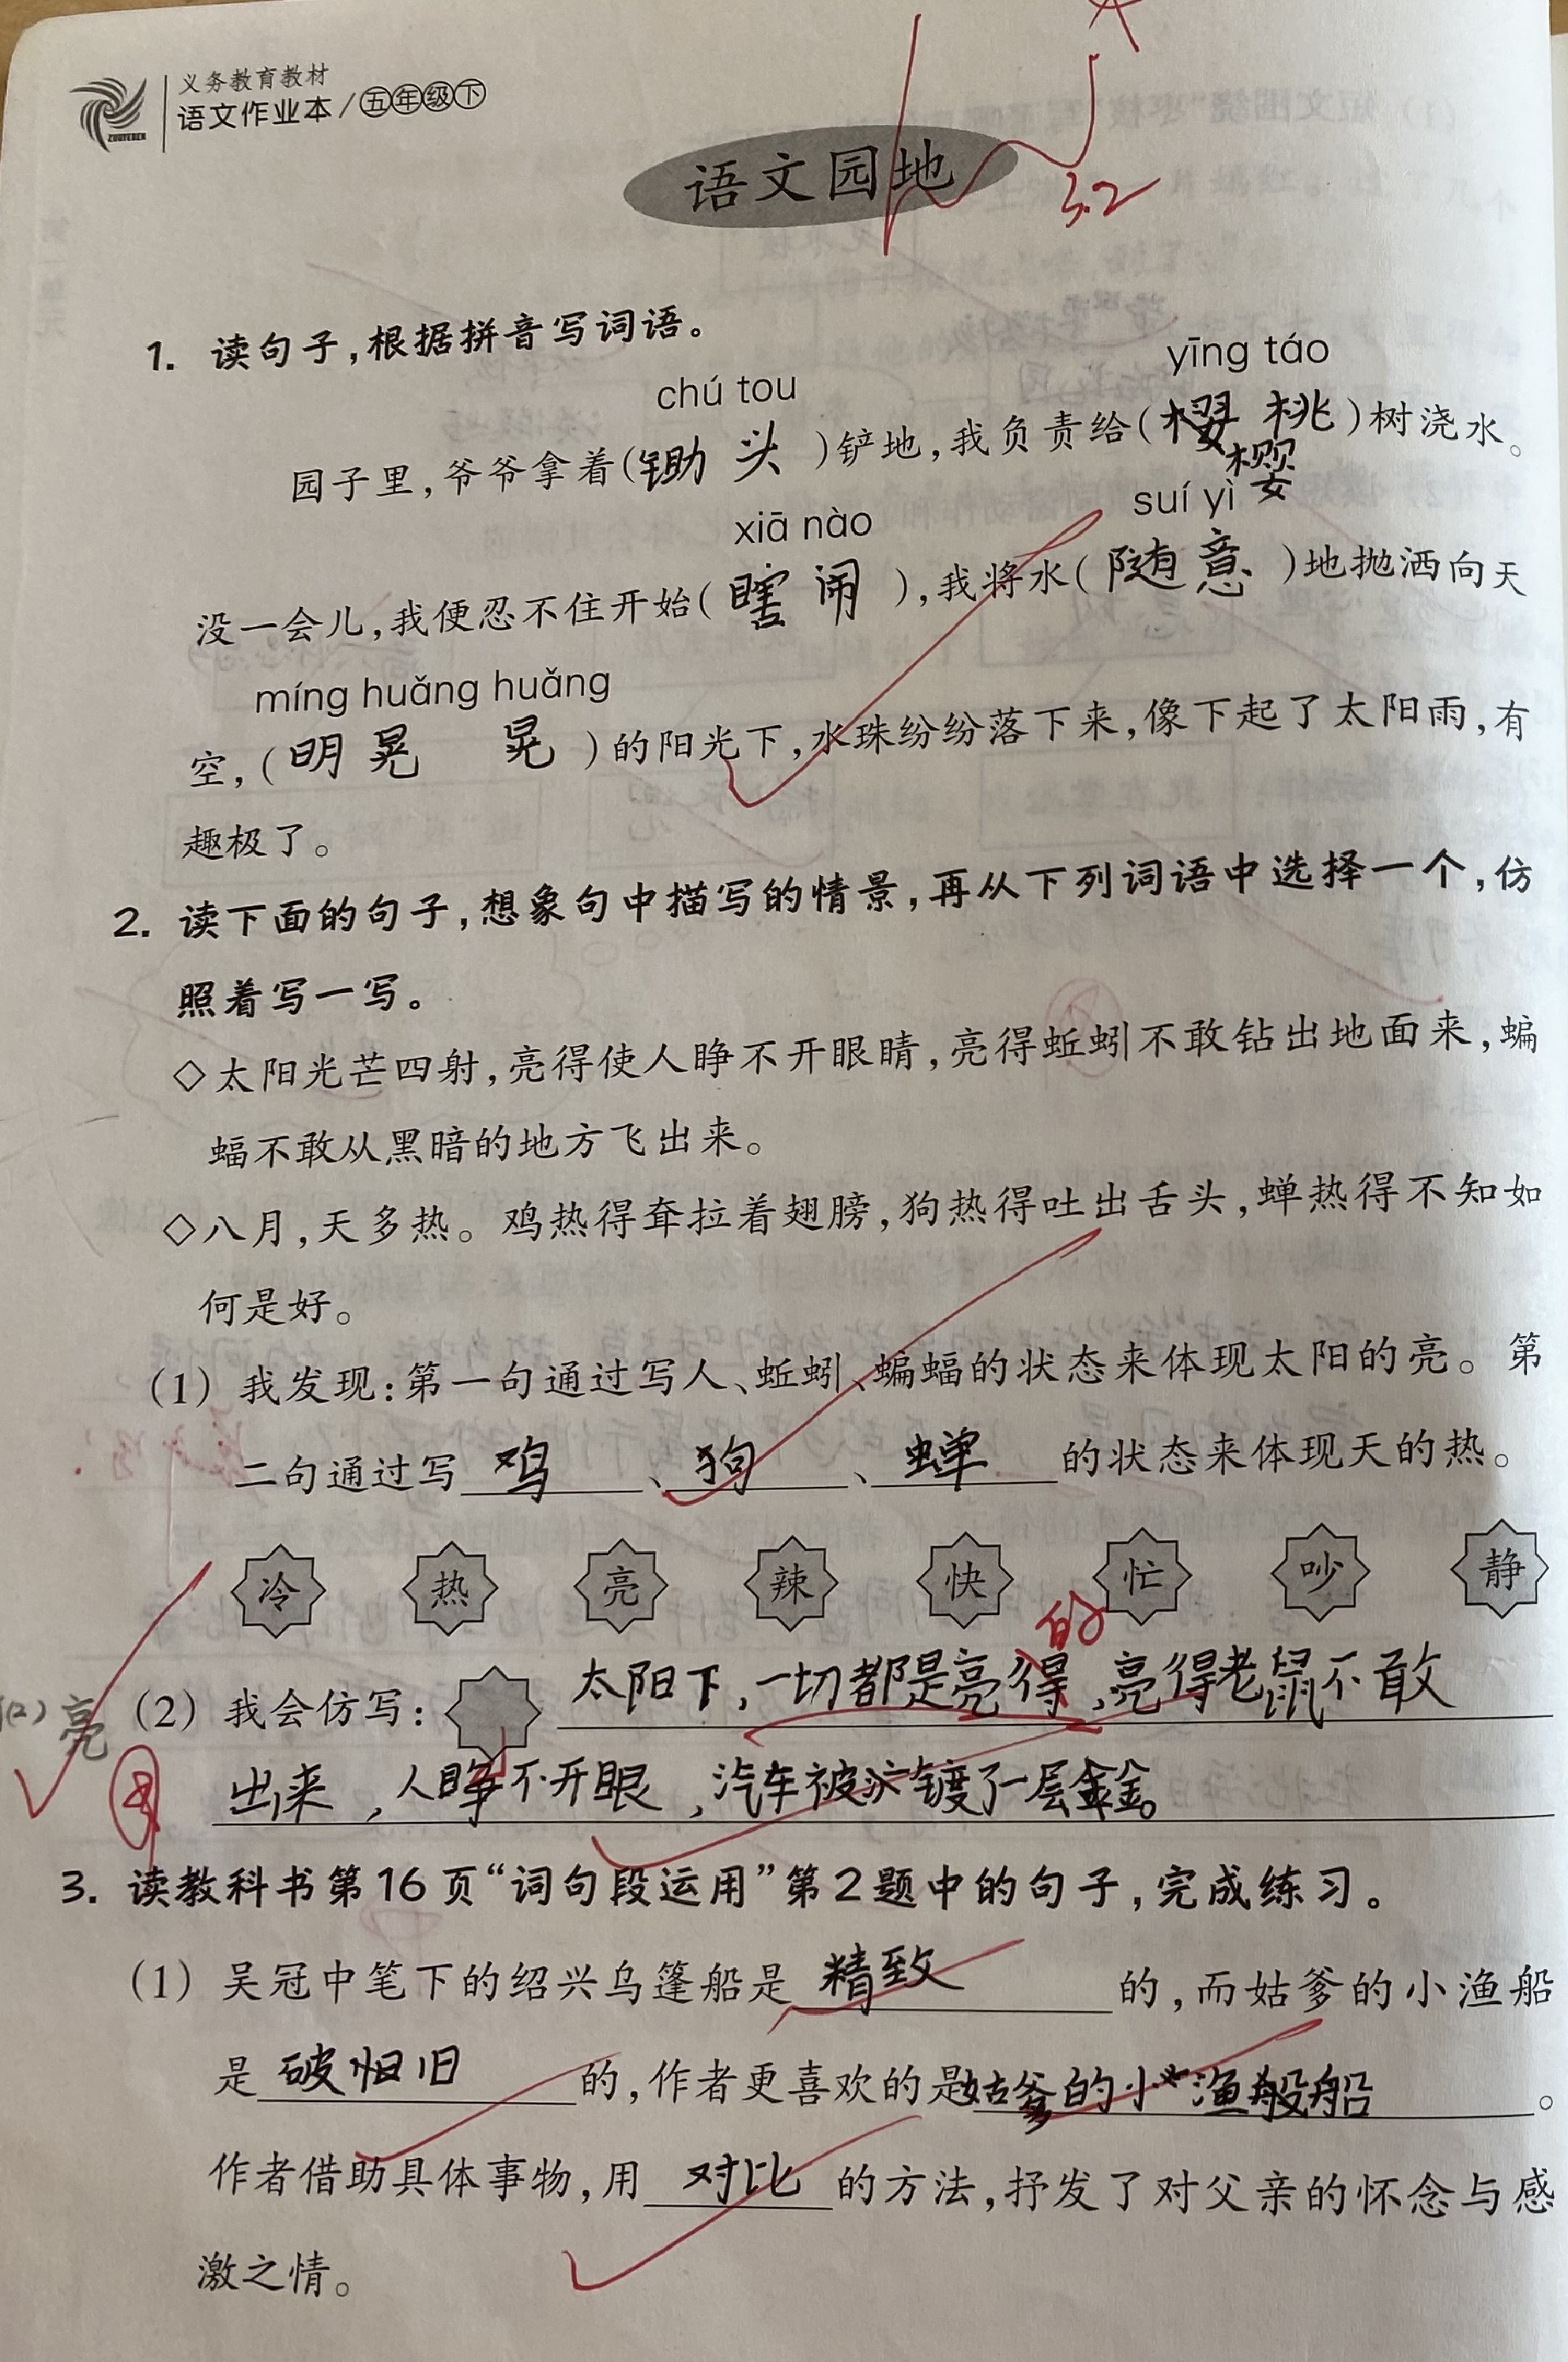 义务教育教材
语文作业本/五年级下
语文园地
3.2
1. 读句子,根据拼音写词语。
chú tou yīng táo
园子里,爷爷拿着(锄头)铲地,我负责给(樱桃)树浇水。
樱
xiā nào suí yì
没一会儿,我便忍不住开始(瞎闹),我将水(随意)地抛洒向天
míng huǎng huǎng
空,(明晃晃)的阳光下,水珠纷纷落下来,像下起了太阳雨,有
趣极了。
2. 读下面的句子,想象句中描写的情景,再从下列词语中选择一个,仿
照着写一写。
◇太阳光芒四射,亮得使人睁不开眼睛,亮得蚯蚓不敢钻出地面来,蝙
蝠不敢从黑暗的地方飞出来。
◇八月,天多热。鸡热得耷拉着翅膀,狗热得吐出舌头,蝉热得不知如
何是好。
(1) 我发现:第一句通过写人、蚯蚓、蝙蝠的状态来体现太阳的亮。第
二句通过写 鸡 、 狗 、 蝉 的状态来体现天的热。
冷 热 亮 辣 快 忙 吵 静
的
(2) 我会仿写: 太阳下,一切都是亮得,亮得老鼠不敢
(2) 亮
出来,人睁不开眼,汽车被镀了一层金。
3. 读教科书第16页“词句段运用”第2题中的句子,完成练习。
(1) 吴冠中笔下的绍兴乌篷船是 精致 的,而姑爹的小渔船
是 破旧 的,作者更喜欢的是姑爹的小渔船。
作者借助具体事物,用 对比 的方法,抒发了对父亲的怀念与感
激之情。